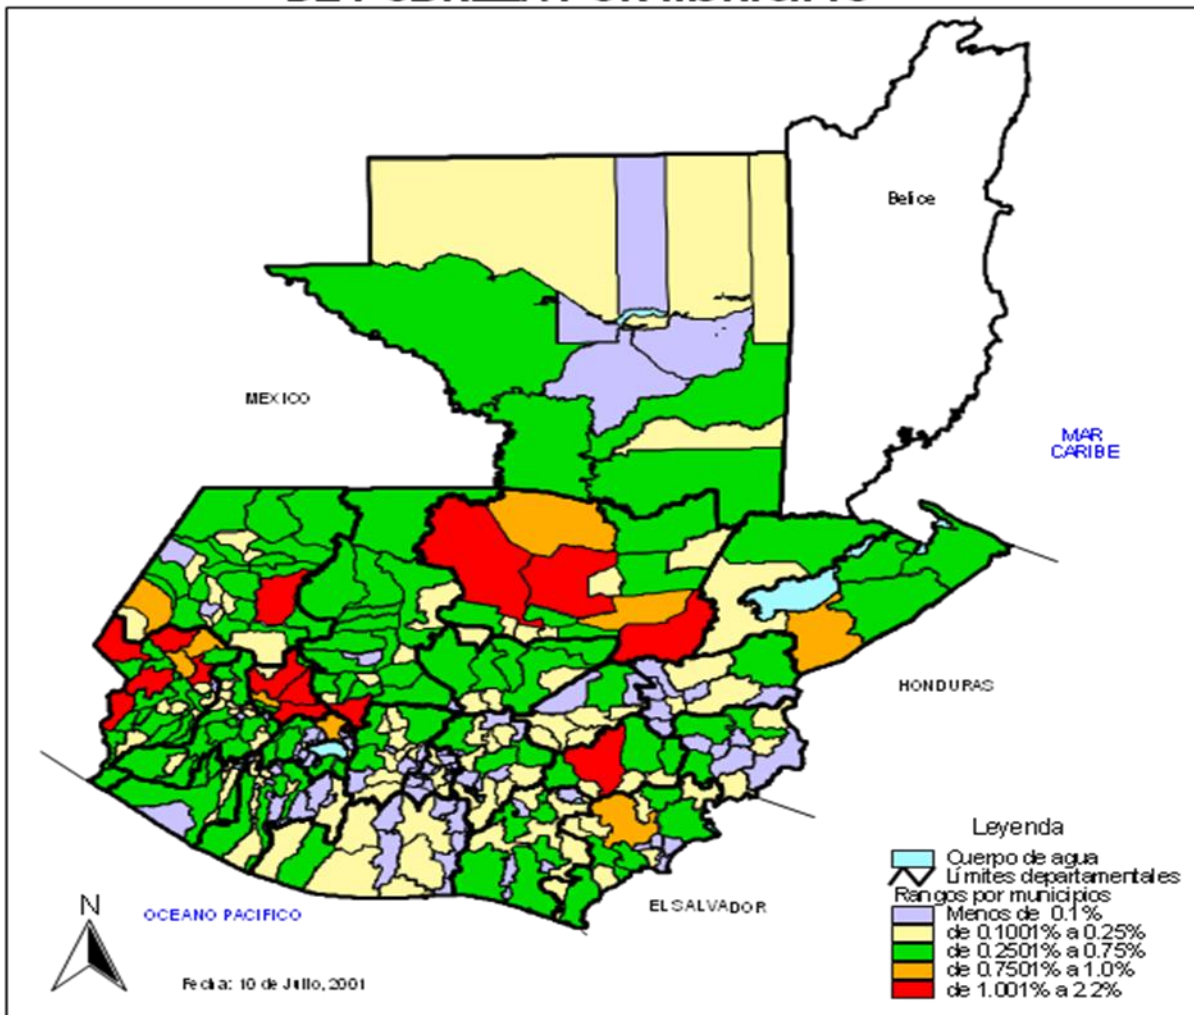 Belice
MEXICO
MAR
CARIBE
HONDURAS
Leyenda
Cuerpo de agua
Límites departamentales
Rangos por municipios
Menos de 0.1%
de 0.1001% a 0.25%
de 0.2501% a 0.75%
de 0.7501% a 1.0%
de 1.001% a 2.2%
EL SALVADOR
N
OCEANO PACIFICO
Fecha: 10 de Julio, 2001